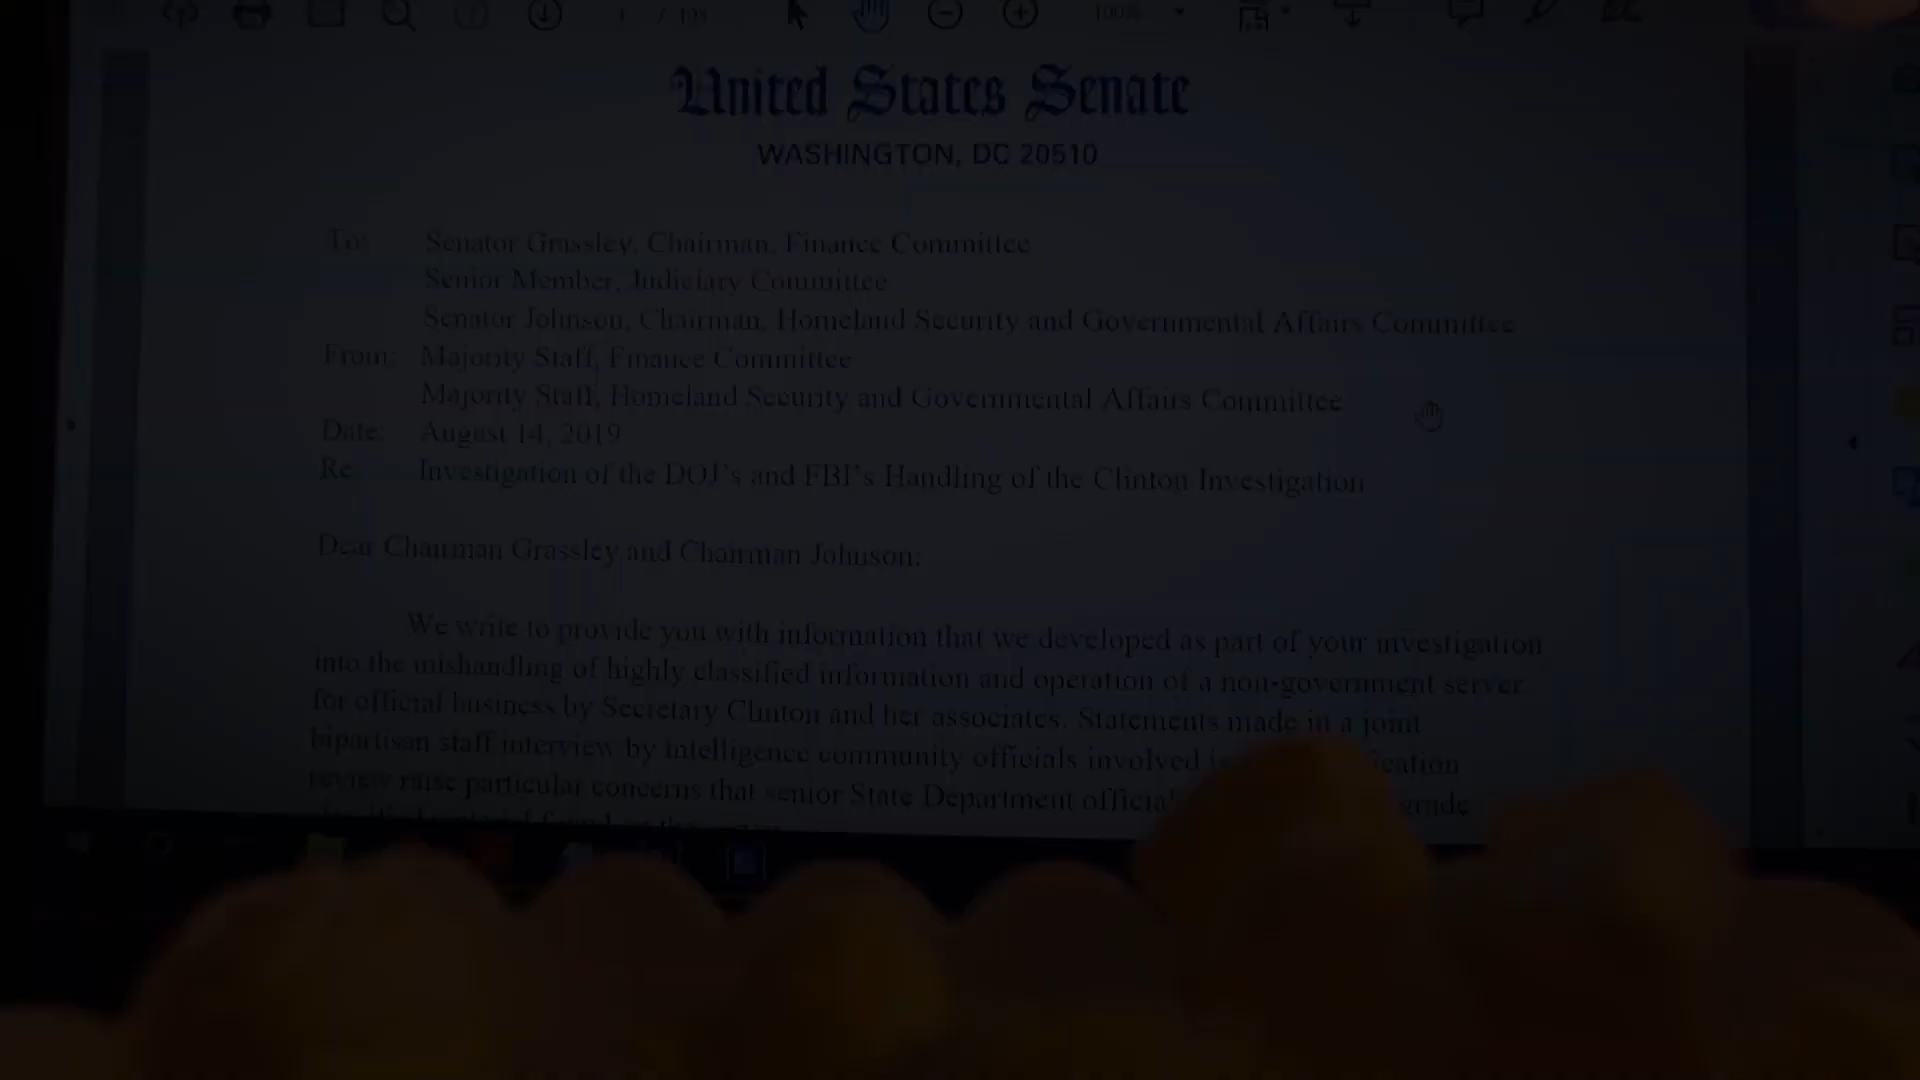 1 / 195
100%
United States Senate
WASHINGTON, DC 20510
To: Senator Grassley, Chairman, Finance Committee
Senior Member, Judiciary Committee
Senator Johnson, Chairman, Homeland Security and Governmental Affairs Committee
From: Majority Staff, Finance Committee
Majority Staff, Homeland Security and Governmental Affairs Committee
Date: August 14, 2019
Re: Investigation of the DOJ's and FBI's Handling of the Clinton Investigation
Dear Chairman Grassley and Chairman Johnson:
We write to provide you with information that we developed as part of your investigation
into the mishandling of highly classified information and operation of a non-government server
for official business by Secretary Clinton and her associates. Statements made in a joint
bipartisan staff interview by intelligence community officials involved
review raise particular concerns that senior State Department